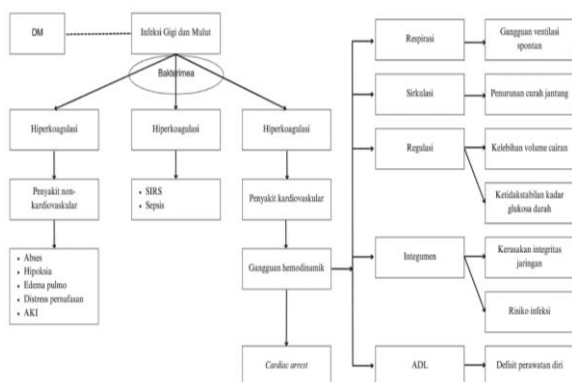 DM
Infeksi Gigi dan Mulut
Bakterimea
Hiperkoagulasi
Hiperkoagulasi
Hiperkoagulasi
Penyakit non-
kardiovaskular
• SIRS
• Sepsis
Penyakit kardiovaskular
• Abses
• Hipoksia
• Edema pulmo
• Distress pernafasan
• AKI
Gangguan hemodinamik
Cardiac arrest
Respirasi
Gangguan ventilasi
spontan
Sirkulasi
Penurunan curah jantung
Regulasi
Kelebihan volume cairan
Ketidakstabilan kadar
glukosa darah
Integumen
Kerusakan integritas
jaringan
Risiko infeksi
ADL
Defisit perawatan diri